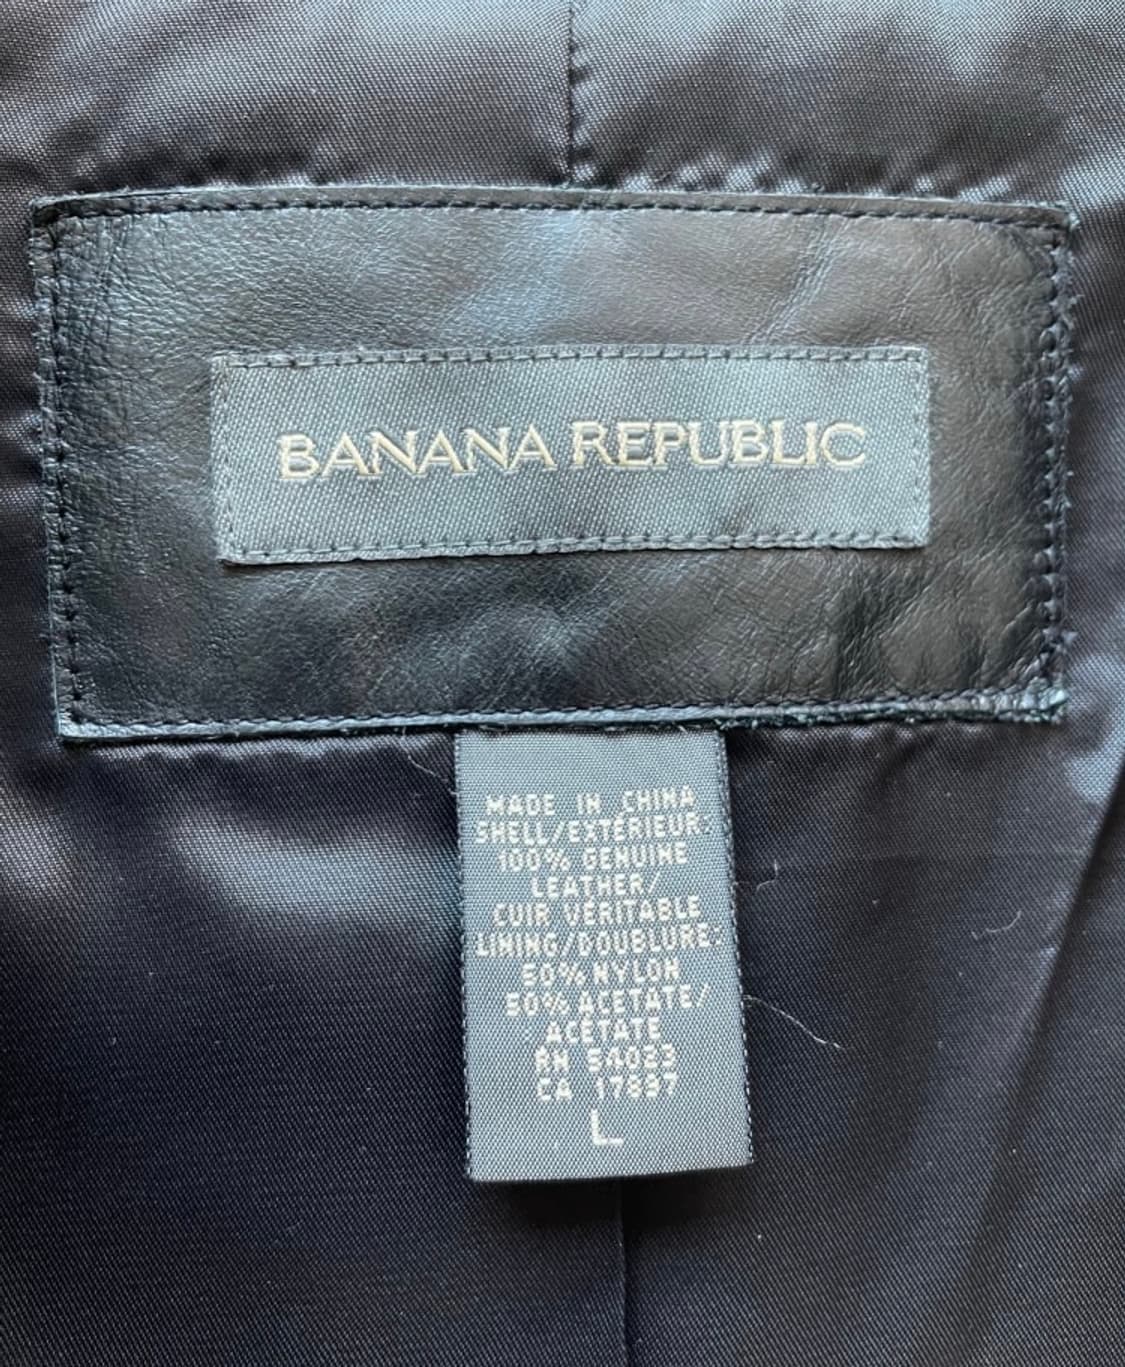 BANANA REPUBLIC
MADE IN CHINA
SHELL/EXTÉRIEUR:
100% GENUINE
LEATHER/
CUIR VÉRITABLE
LINING/DOUBLURE:
50% NYLON
50% ACETATE/
ACÉTATE
RN 54023
CA 17897
L